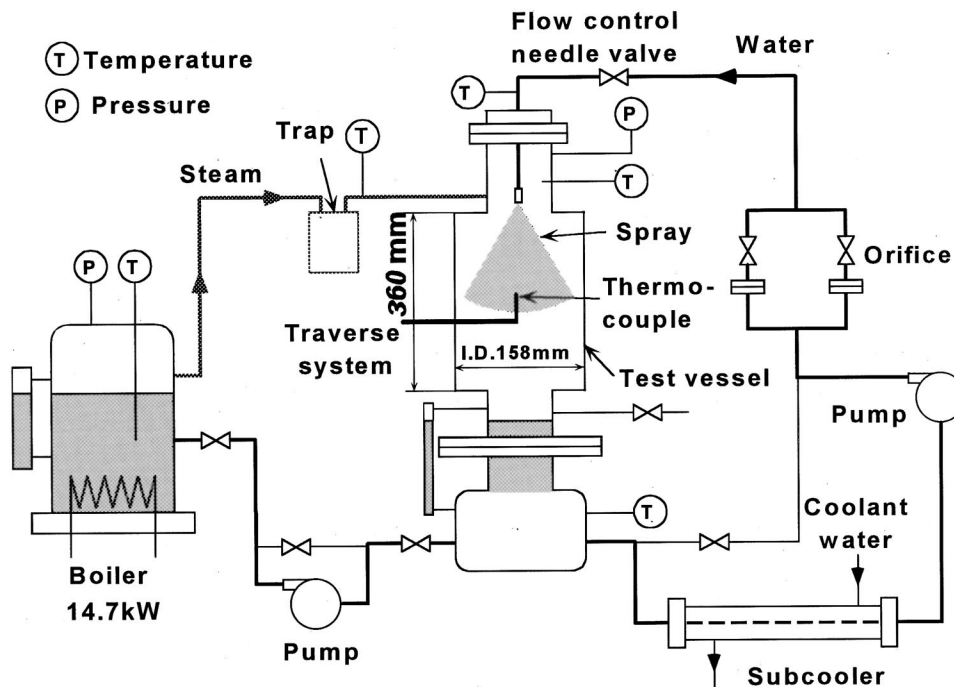 T Temperature
P Pressure
Flow control
needle valve
Water
T
P
Trap
T
T
Steam
Spray
Orifice
P
T
360 mm
Thermo-
couple
Traverse
system
I.D.158mm
Test vessel
Pump
T
Coolant
water
Boiler
14.7kW
Pump
Subcooler